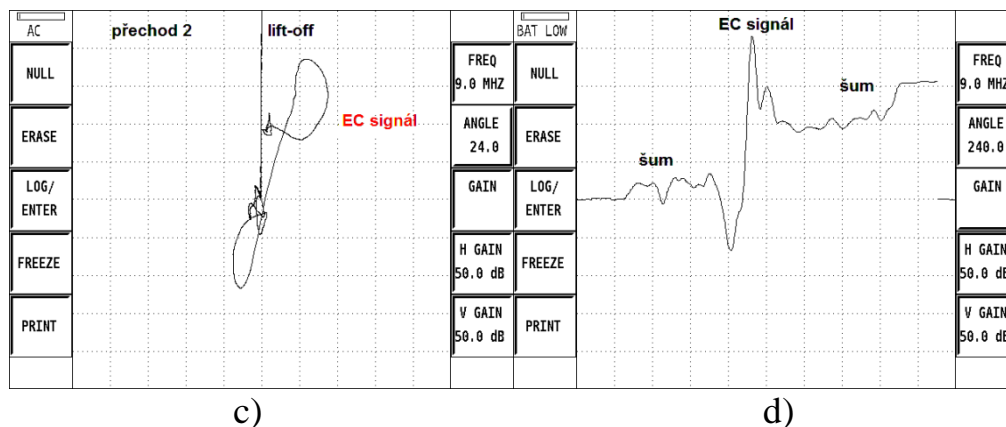 AC
přechod 2
lift-off
NULL
ERASE
LOG/
ENTER
FREEZE
PRINT
EC signál
FREQ
9.0 MHZ
ANGLE
24.0
GAIN
H GAIN
50.0 dB
V GAIN
50.0 dB
c)
BAT LOW
EC signál
NULL
ERASE
LOG/
ENTER
FREEZE
PRINT
šum
šum
FREQ
9.0 MHZ
ANGLE
240.0
GAIN
H GAIN
50.0 dB
V GAIN
50.0 dB
d)